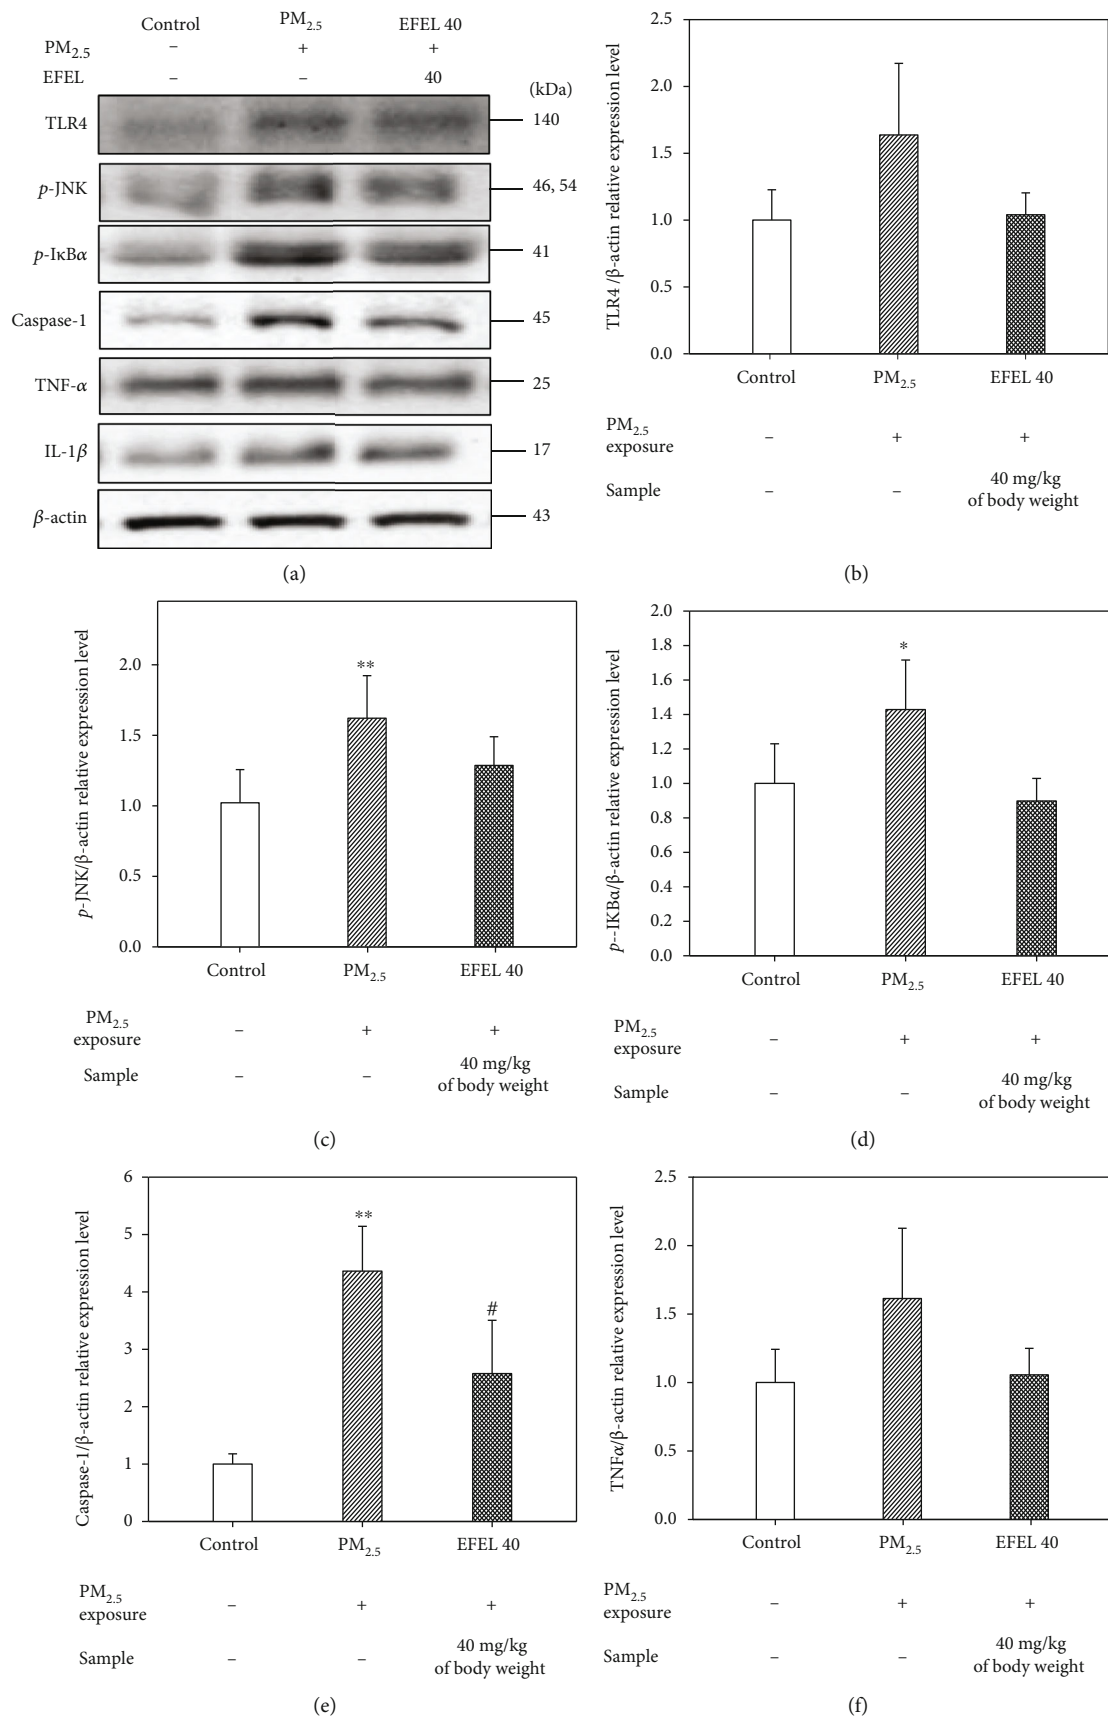 Control PM2.5 EFEL 40
PM2.5 – + +
EFEL – – 40
(kDa)
TLR4 140
p-JNK 46, 54
p-IκBα 41
Caspase-1 45
TNF-α 25
IL-1β 17
β-actin 43
(a)
TLR4 /β-actin relative expression level
2.5
2.0
1.5
1.0
0.5
0.0
Control PM2.5 EFEL 40
PM2.5
exposure – + +
Sample – – 40 mg/kg
of body weight
(b)
p-JNK/β-actin relative expression level
2.0
1.5
1.0
0.5
0.0
**
Control PM2.5 EFEL 40
PM2.5
exposure – + +
Sample – – 40 mg/kg
of body weight
(c)
p--IKBα/β-actin relative expression level
2.0
1.8
1.6
1.4
1.2
1.0
0.8
0.6
0.4
0.2
0.0
*
Control PM2.5 EFEL 40
PM2.5
exposure – + +
Sample – – 40 mg/kg
of body weight
(d)
Caspase-1/β-actin relative expression level
6
5
4
3
2
1
0
**
#
Control PM2.5 EFEL 40
PM2.5
exposure – + +
Sample – – 40 mg/kg
of body weight
(e)
TNFα/β-actin relative expression level
2.5
2.0
1.5
1.0
0.5
0.0
Control PM2.5 EFEL 40
PM2.5
exposure – + +
Sample – – 40 mg/kg
of body weight
(f)